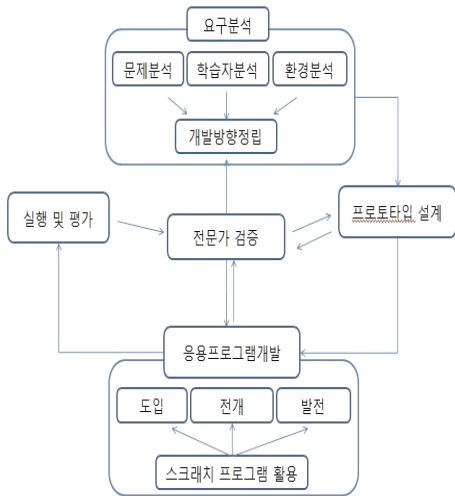 요구분석
문제분석 학습자분석 환경분석
개발방향정립
실행 및 평가
전문가 검증
프로토타입 설계
응용프로그램개발
도입 전개 발전
스크래치 프로그램 활용